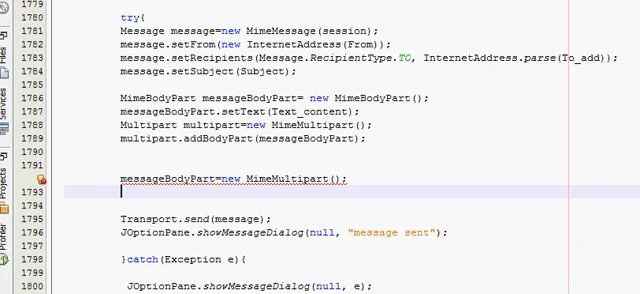 1779
1780 try{
1781 Message message=new MimeMessage(session);
1782 message.setFrom(new InternetAddress(From));
1783 message.setRecipients(Message.RecipientType.TO, InternetAddress.parse(To_add));
1784 message.setSubject(Subject);
1785
1786 MimeBodyPart messageBodyPart= new MimeBodyPart();
1787 messageBodyPart.setText(Text_content);
1788 Multipart multipart=new MimeMultipart();
1789 multipart.addBodyPart(messageBodyPart);
1790
1791
messageBodyPart=new MimeMultipart();
1793
1794
1795 Transport.send(message);
1796 JOptionPane.showMessageDialog(null, "message sent");
1797
1798 }catch(Exception e){
1799
1800 JOptionPane.showMessageDialog(null, e);
Files
Services
Projects
Profiler